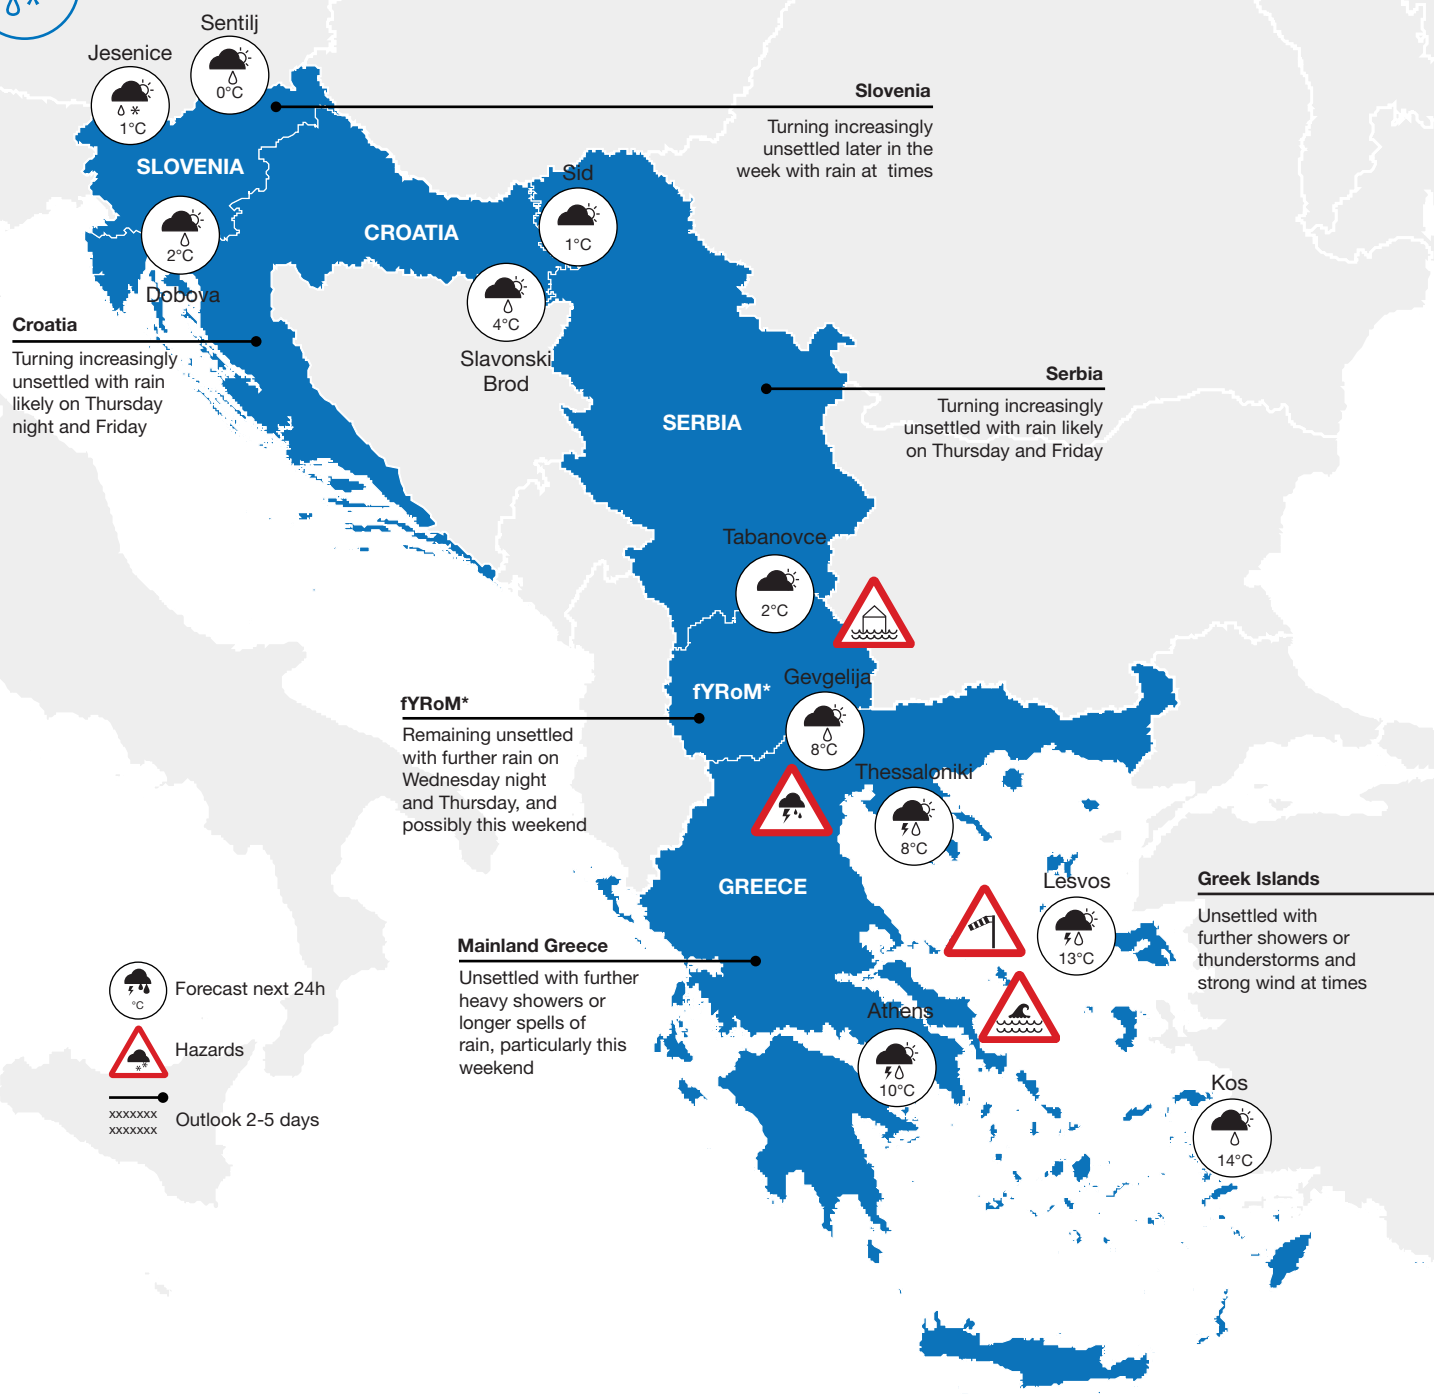 Sentilj
0°C
Jesenice
1°C
Slovenia
Turning increasingly
unsettled later in the
week with rain at times
SLOVENIA
Sid
1°C
CROATIA
2°C
Dobova
4°C
Slavonski
Brod
Croatia
Turning increasingly
unsettled with rain
likely on Thursday
night and Friday
Serbia
Turning increasingly
unsettled with rain likely
on Thursday and Friday
SERBIA
Tabanovce
2°C
fYRoM*
Gevgelija
8°C
fYRoM*
Remaining unsettled
with further rain on
Wednesday night
and Thursday, and
possibly this weekend
Thessaloniki
8°C
GREECE
Lesvos
13°C
Greek Islands
Unsettled with
further showers or
thunderstorms and
strong wind at times
Mainland Greece
Unsettled with further
heavy showers or
longer spells of
rain, particularly this
weekend
Athens
10°C
Kos
14°C
°C
Forecast next 24h
Hazards
xxxxxxx
xxxxxxx
Outlook 2-5 days